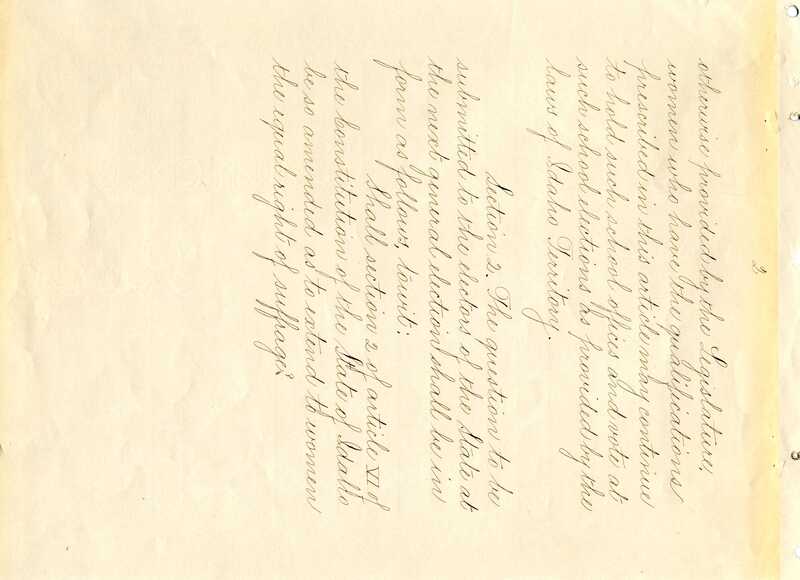 2
otherwise provided by the Legislature,
women who have the qualifications
prescribed in this article may continue
to hold such school offices and vote at
such school elections as provided by the
laws of Idaho Territory.
Section 2. The question to be
submitted to the electors of the State at
the next general election shall be in
form as follows, towit:
Shall section 2 of article VI of
the Constitution of the State of Idaho
be so amended as to extend to women
the equal right of suffrage?